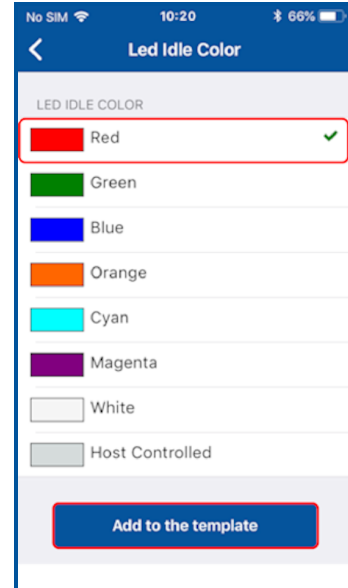 No SIM 10:20 66%
Led Idle Color
LED IDLE COLOR
Red
Green
Blue
Orange
Cyan
Magenta
White
Host Controlled
Add to the template